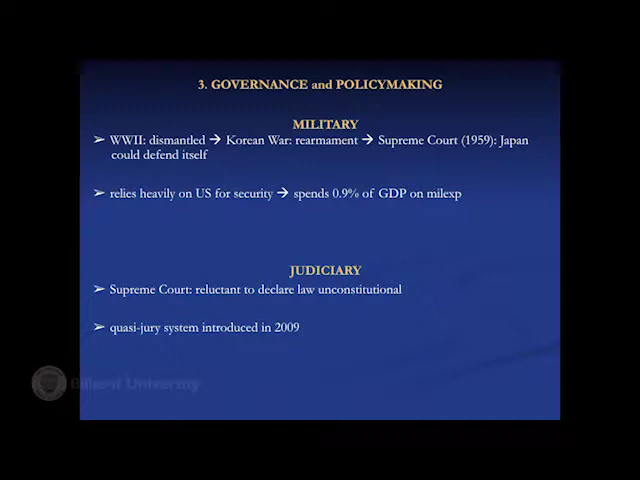 3. GOVERNANCE and POLICYMAKING
MILITARY
➢ WWII: dismantled → Korean War: rearmament → Supreme Court (1959): Japan
could defend itself
➢ relies heavily on US for security → spends 0.9% of GDP on milexp
JUDICIARY
➢ Supreme Court: reluctant to declare law unconstitutional
➢ quasi-jury system introduced in 2009
Bilkent University